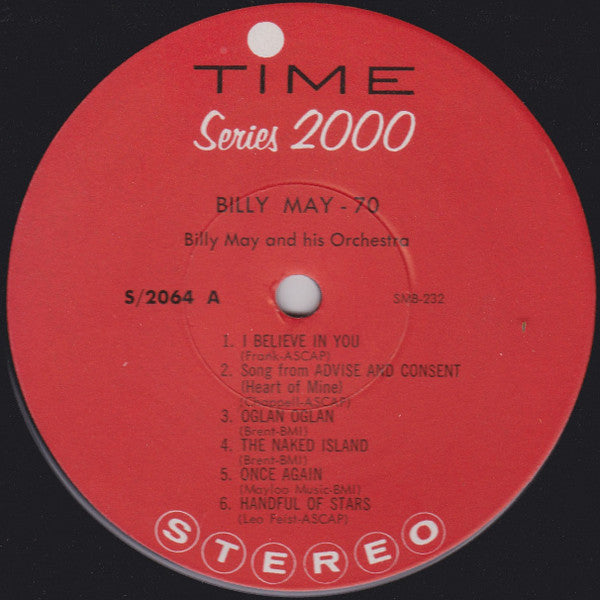 TiME
Series 2000
BILLY MAY - 70
Billy May and his Orchestra
S/2064 A
SMB-232
1. I BELIEVE IN YOU
(Frank-ASCAP)
2. Song from ADVISE AND CONSENT
(Heart of Mine)
(Chappell-ASCAP)
3. OGLAN OGLAN
(Brent-BMI)
4. THE NAKED ISLAND
(Brent-BMI)
5. ONCE AGAIN
(Mayloo Music-BMI)
6. HANDFUL OF STARS
(Leo Feist-ASCAP)
STEREO